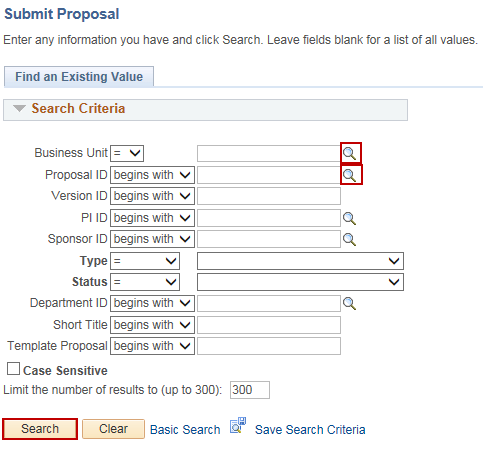 Submit Proposal
Enter any information you have and click Search. Leave fields blank for a list of all values.
Find an Existing Value
Search Criteria
Business Unit =
Proposal ID begins with
Version ID begins with
PI ID begins with
Sponsor ID begins with
Type =
Status =
Department ID begins with
Short Title begins with
Template Proposal begins with
Case Sensitive
Limit the number of results to (up to 300): 300
Search Clear Basic Search Save Search Criteria